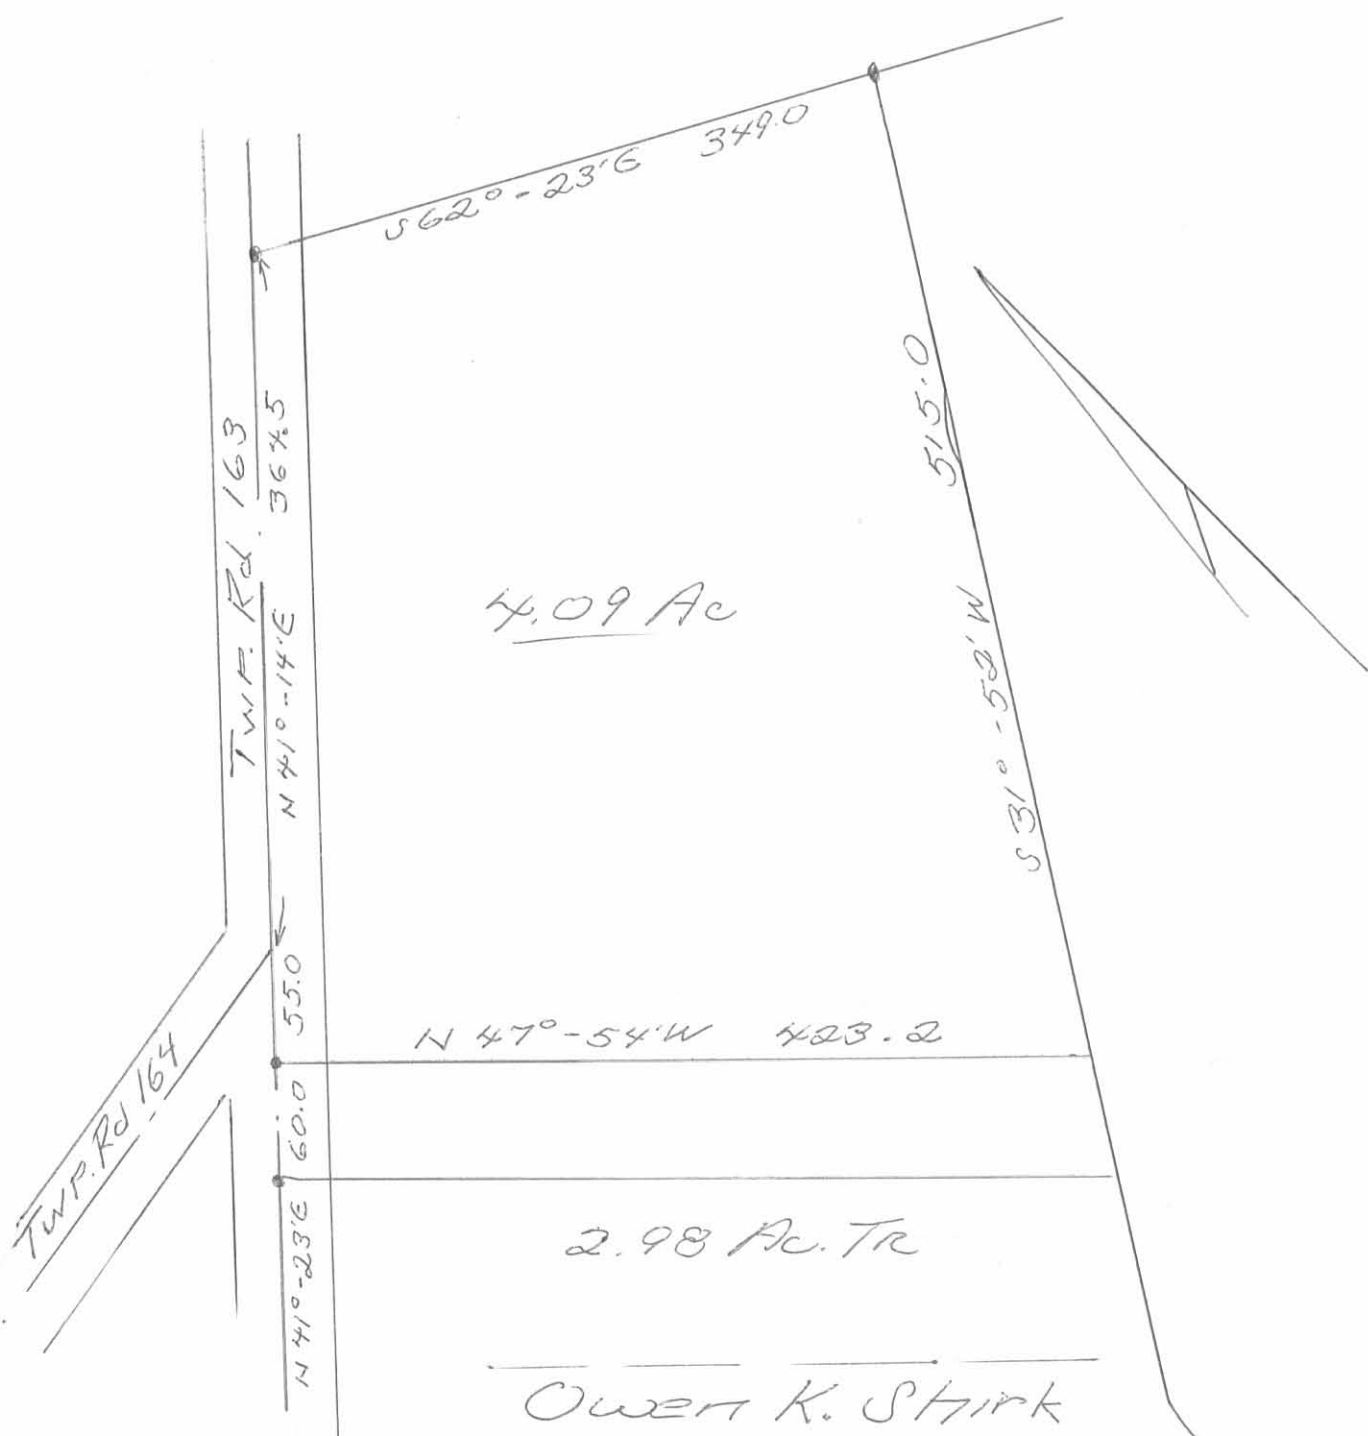 S 62° - 23' E 349.0
Twp. Rd. 163
N 41° - 14' E 364.5
515.0
S 31° - 52' W
4.09 Ac
55.0
N 47° - 54' W 423.2
Twp. Rd 164
60.0
N 41° - 23' E
2.98 Ac. Tr
Owen K. Shirk